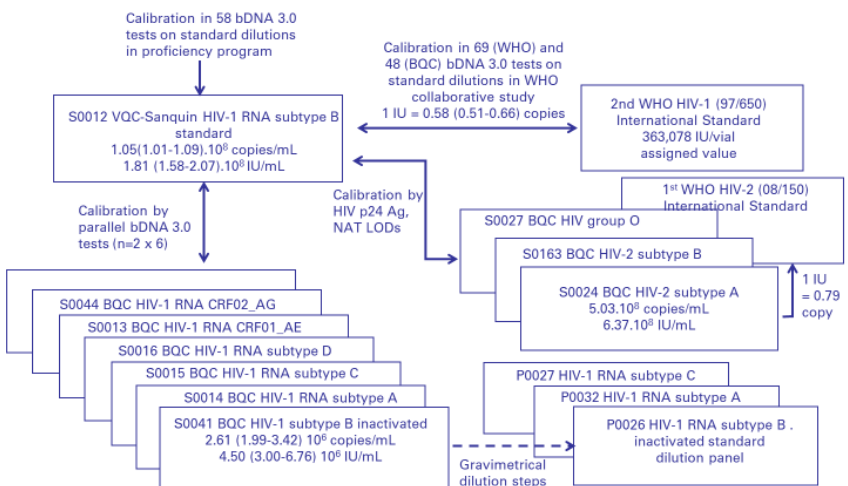 Calibration in 58 bDNA 3.0
tests on standard dilutions
in proficiency program
Calibration in 69 (WHO) and
48 (BQC) bDNA 3.0 tests on
standard dilutions in WHO
collaborative study
1 IU = 0.58 (0.51-0.66) copies
S0012 VQC-Sanquin HIV-1 RNA subtype B
standard
1.05(1.01-1.09).10⁸ copies/mL
1.81 (1.58-2.07).10⁸ IU/mL
2nd WHO HIV-1 (97/650)
International Standard
363,078 IU/vial
assigned value
Calibration by
parallel bDNA 3.0
tests (n=2 x 6)
Calibration by
HIV p24 Ag,
NAT LODs
1ˢᵗ WHO HIV-2 (08/150)
International Standard
S0027 BQC HIV group O
S0163 BQC HIV-2 subtype B
S0024 BQC HIV-2 subtype A
5.03.10⁸ copies/mL
6.37.10⁸ IU/mL
1 IU
= 0.79
copy
S0044 BQC HIV-1 RNA CRF02_AG
S0013 BQC HIV-1 RNA CRF01_AE
S0016 BQC HIV-1 RNA subtype D
S0015 BQC HIV-1 RNA subtype C
S0014 BQC HIV-1 RNA subtype A
S0041 BQC HIV-1 subtype B inactivated
2.61 (1.99-3.42) 10⁶ copies/mL
4.50 (3.00-6.76) 10⁶ IU/mL
Gravimetrical
dilution steps
P0027 HIV-1 RNA subtype C
P0032 HIV-1 RNA subtype A
P0026 HIV-1 RNA subtype B .
inactivated standard
dilution panel